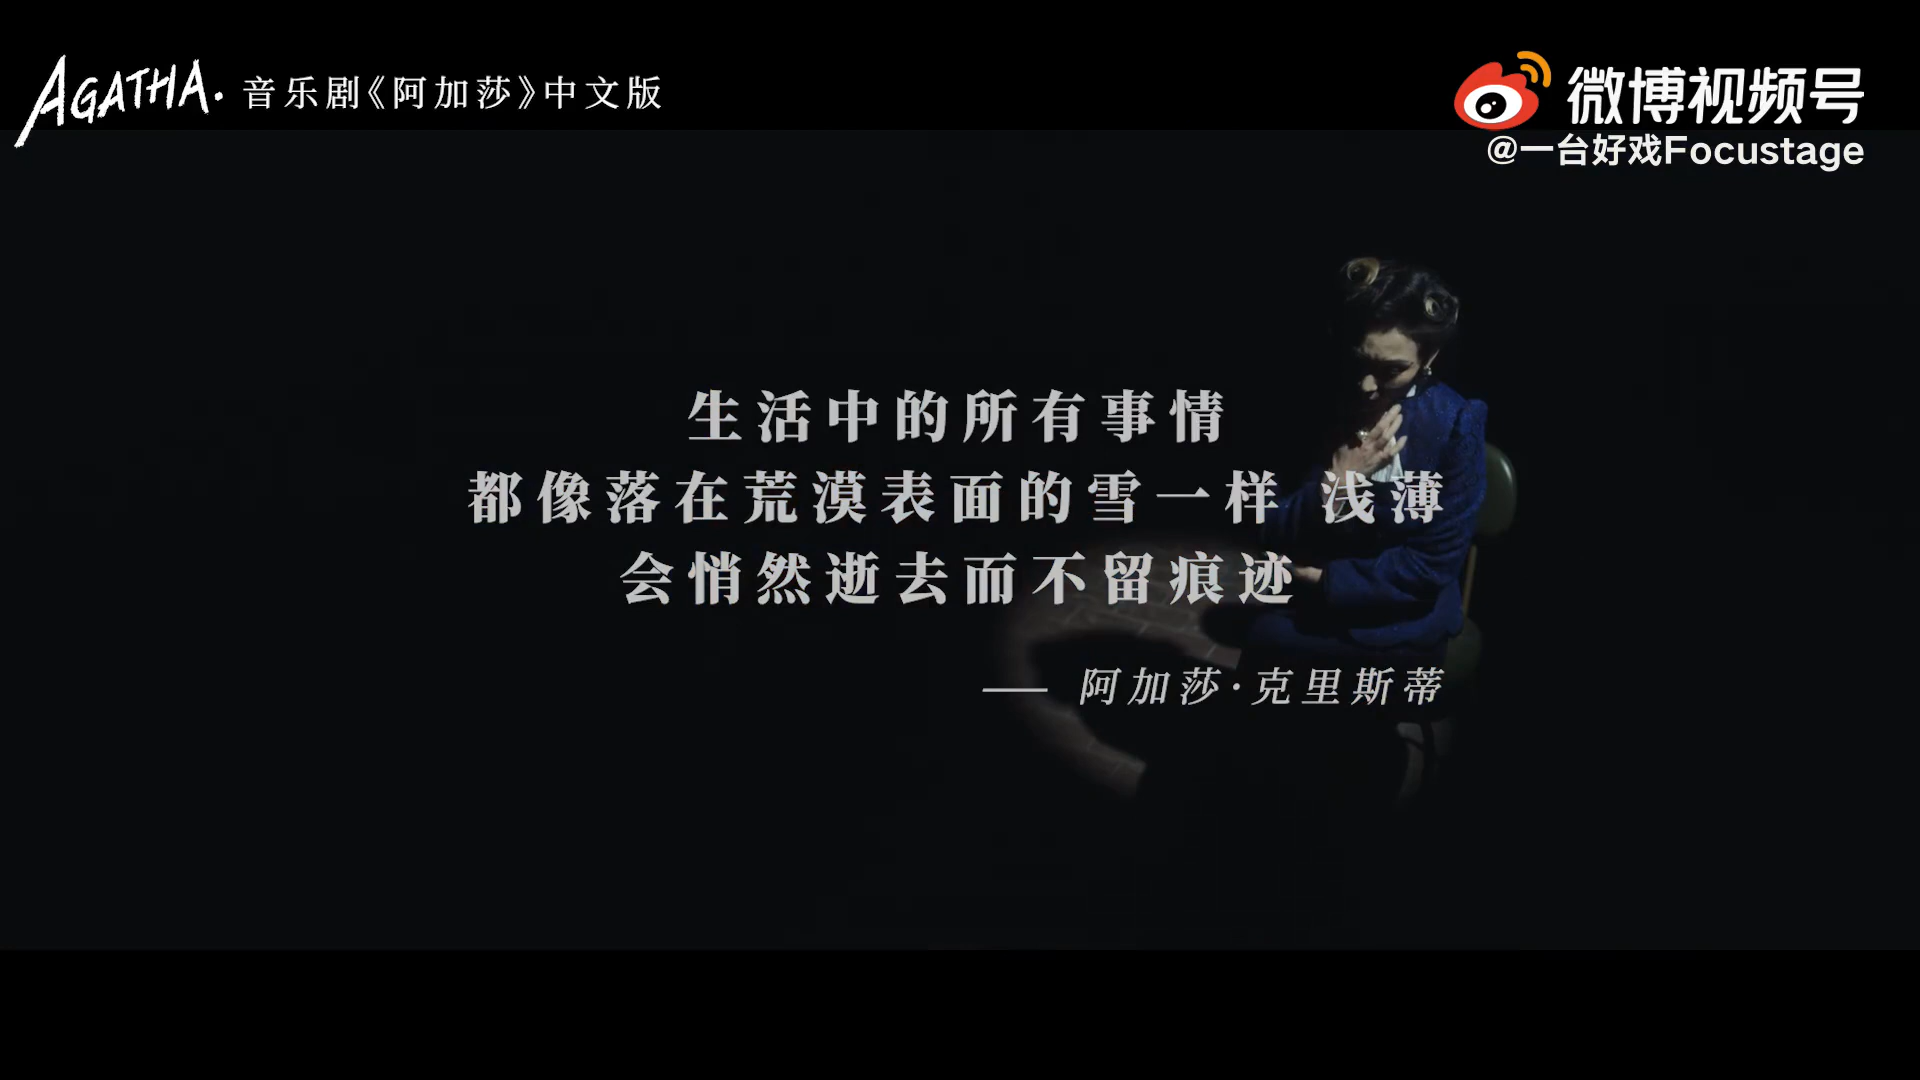 AGATHA. 音乐剧《阿加莎》中文版
微博视频号
@一台好戏Focustage
生活中的所有事情
都像落在荒漠表面的雪一样 浅薄
会悄然逝去而不留痕迹
—— 阿加莎·克里斯蒂